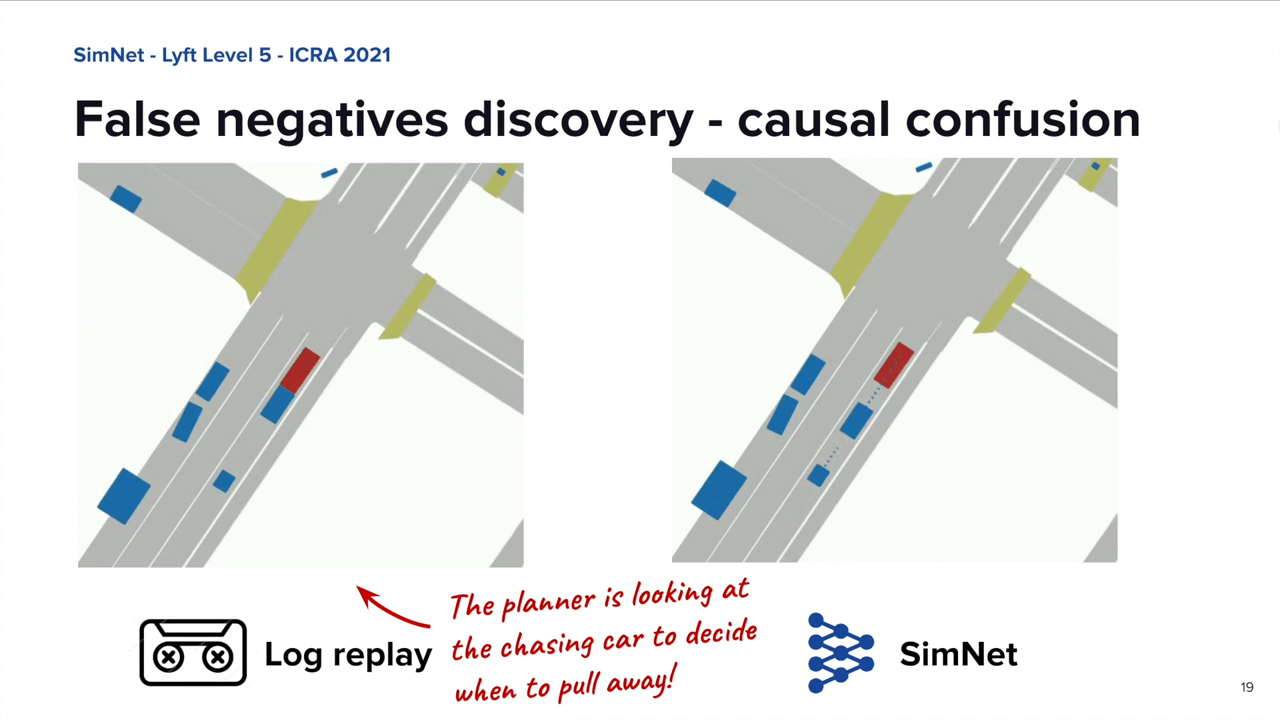 SimNet - Lyft Level 5 - ICRA 2021
False negatives discovery - causal confusion
The planner is looking at
the chasing car to decide
when to pull away!
Log replay
SimNet
19